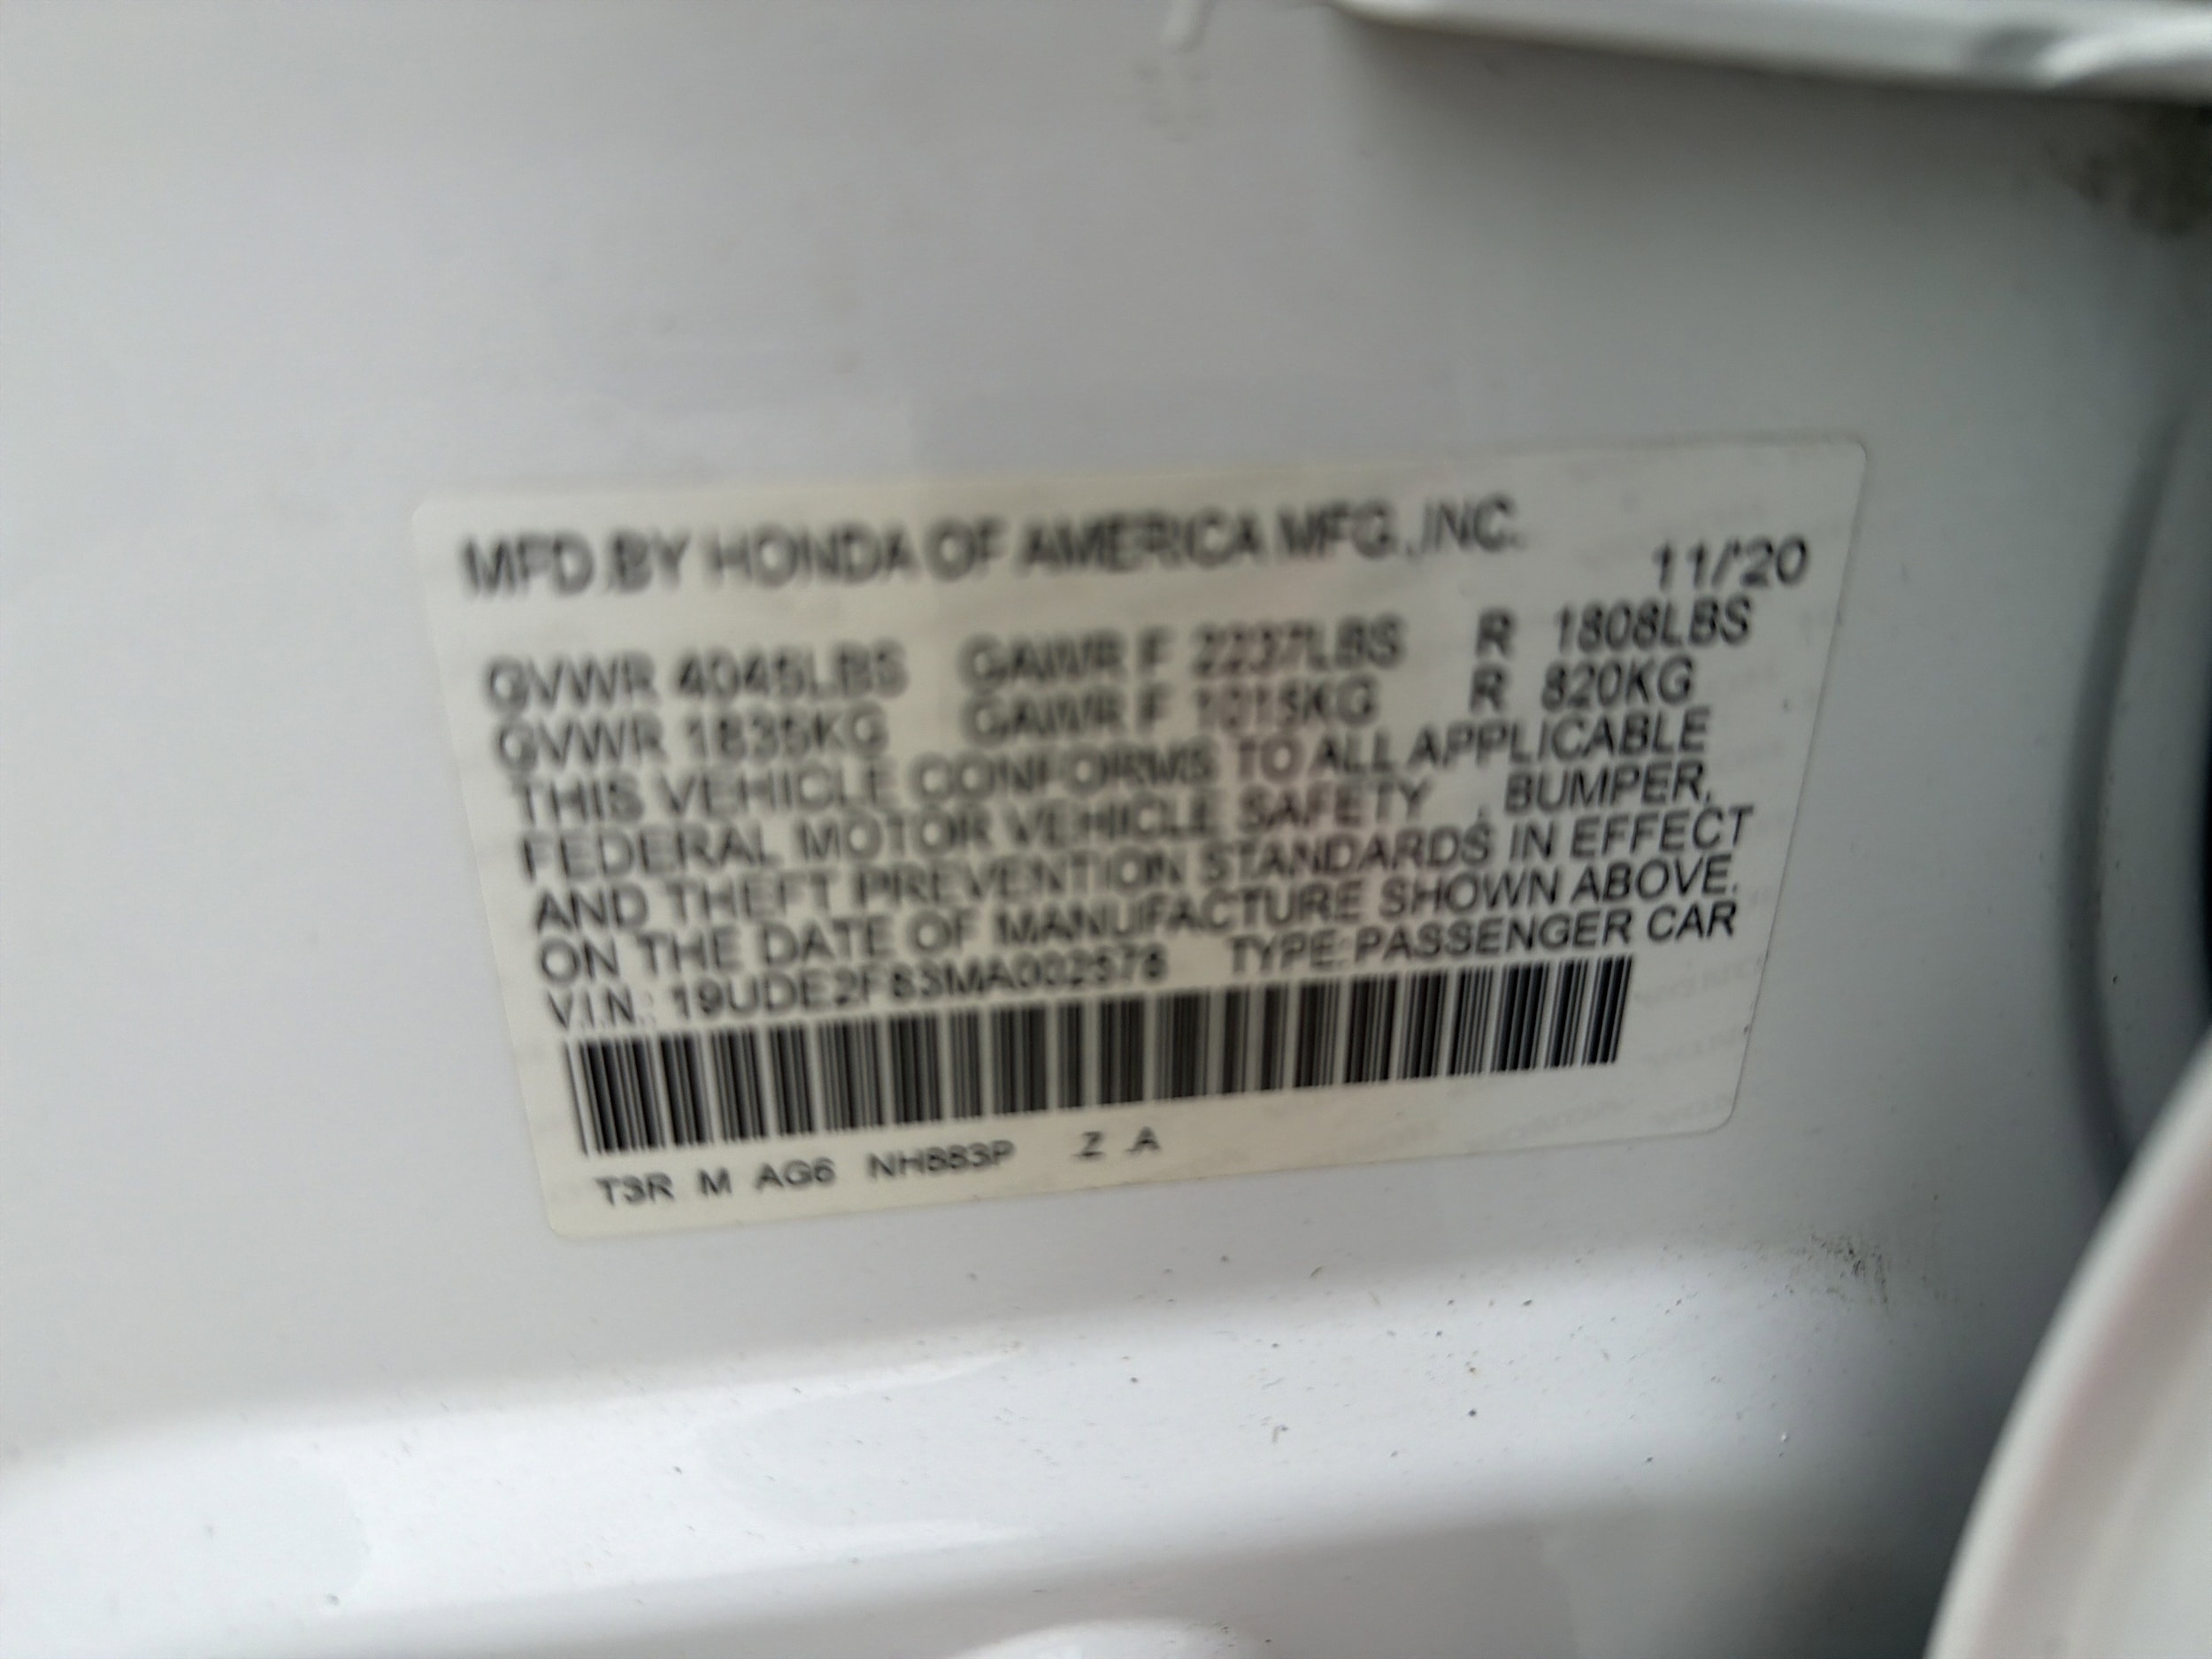 MFD.BY HONDA OF AMERICA MFG.,INC.
11/'20
GVWR 4045LBS GAWR F 2237LBS R 1808LBS
GVWR 1835KG GAWR F 1015KG R 820KG
THIS VEHICLE CONFORMS TO ALL APPLICABLE
FEDERAL MOTOR VEHICLE SAFETY , BUMPER,
AND THEFT PREVENTION STANDARDS IN EFFECT
ON THE DATE OF MANUFACTURE SHOWN ABOVE.
V.I.N.: 19UDE2F83MA002578 TYPE:PASSENGER CAR
T3R M AG6 NH883P Z A